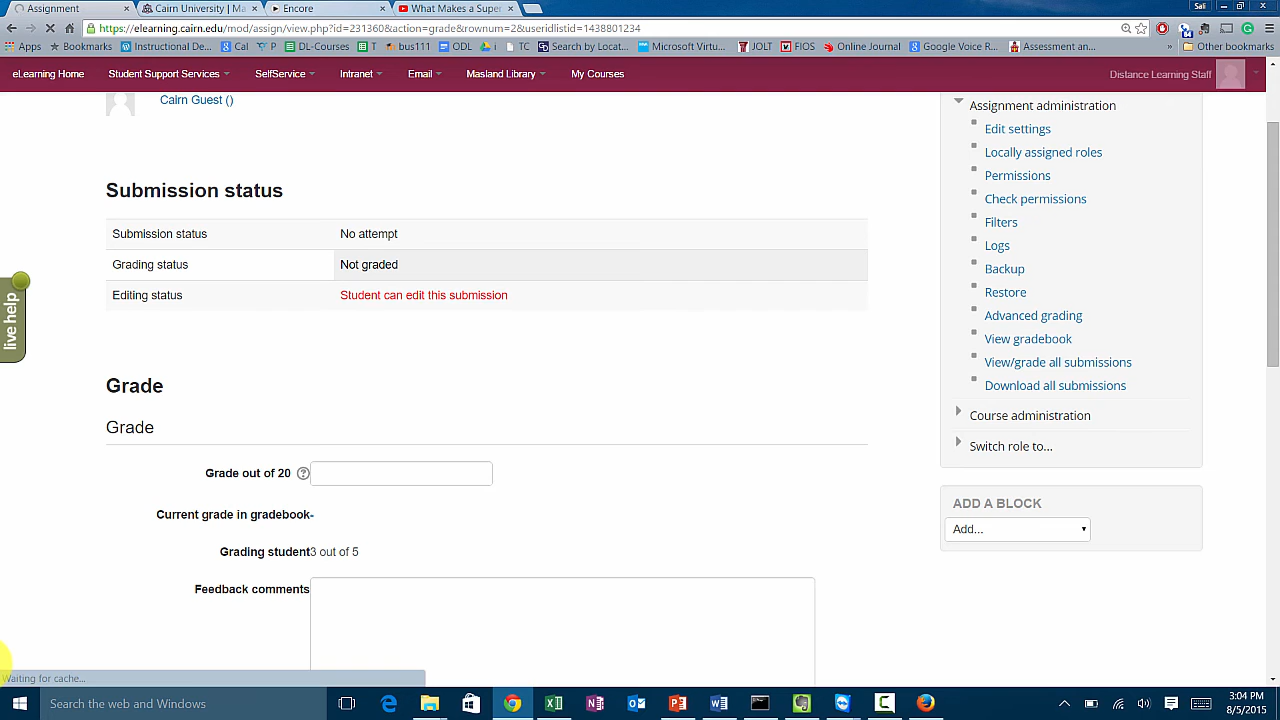 Assignment × Cairn University | M × Encore × What Makes a Super × Sali
https://elearning.cairn.edu/mod/assign/view.php?id=231360&action=grade&rownum=2&useridlistid=1438801234
Apps Bookmarks Instructional De... Cal P DL-Courses T bus111 ODL i TC Search by Locat... Microsoft Virtu... JOLT FIOS Online Journal Google Voice R... Assessment an... » Other bookmarks
eLearning Home Student Support Services SelfService Intranet Email Masland Library My Courses Distance Learning Staff
Cairn Guest ()
Submission status
Submission status No attempt
Grading status Not graded
Editing status Student can edit this submission
Grade
Grade
Grade out of 20
Current grade in gradebook-
Grading student3 out of 5
Feedback comments
Assignment administration
Edit settings
Locally assigned roles
Permissions
Check permissions
Filters
Logs
Backup
Restore
Advanced grading
View gradebook
View/grade all submissions
Download all submissions
Course administration
Switch role to...
ADD A BLOCK
Add...
live help
Waiting for cache...
Search the web and Windows
3:04 PM
8/5/2015